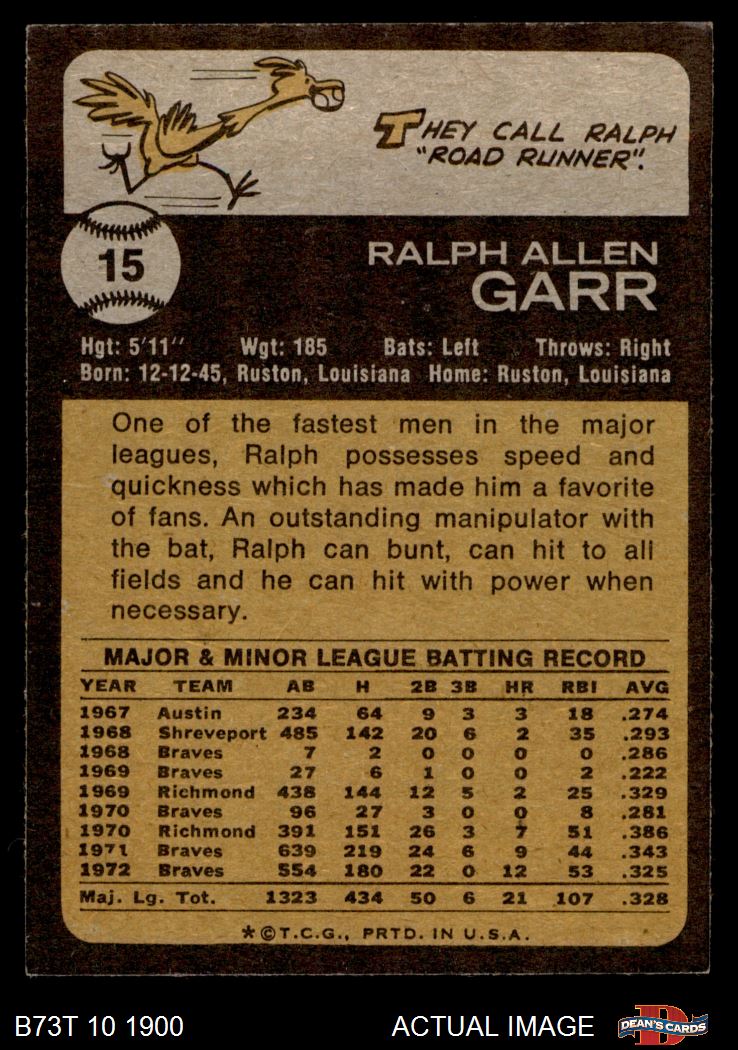 THEY CALL RALPH
"ROAD RUNNER".
15
RALPH ALLEN
GARR
Hgt: 5'11" Wgt: 185 Bats: Left Throws: Right
Born: 12-12-45, Ruston, Louisiana Home: Ruston, Louisiana
One of the fastest men in the major
leagues, Ralph possesses speed and
quickness which has made him a favorite
of fans. An outstanding manipulator with
the bat, Ralph can bunt, can hit to all
fields and he can hit with power when
necessary.
MAJOR & MINOR LEAGUE BATTING RECORD
YEAR TEAM AB H 2B 3B HR RBI AVG
1967 Austin 234 64 9 3 3 18 .274
1968 Shreveport 485 142 20 6 2 35 .293
1968 Braves 7 2 0 0 0 0 .286
1969 Braves 27 6 1 0 0 2 .222
1969 Richmond 438 144 12 5 2 25 .329
1970 Braves 96 27 3 0 0 8 .281
1970 Richmond 391 151 26 3 7 51 .386
1971 Braves 639 219 24 6 9 44 .343
1972 Braves 554 180 22 0 12 53 .325
Maj. Lg. Tot. 1323 434 50 6 21 107 .328
*©T.C.G., PRTD. IN U.S.A.
B73T 10 1900 ACTUAL IMAGE DEAN'S CARDS